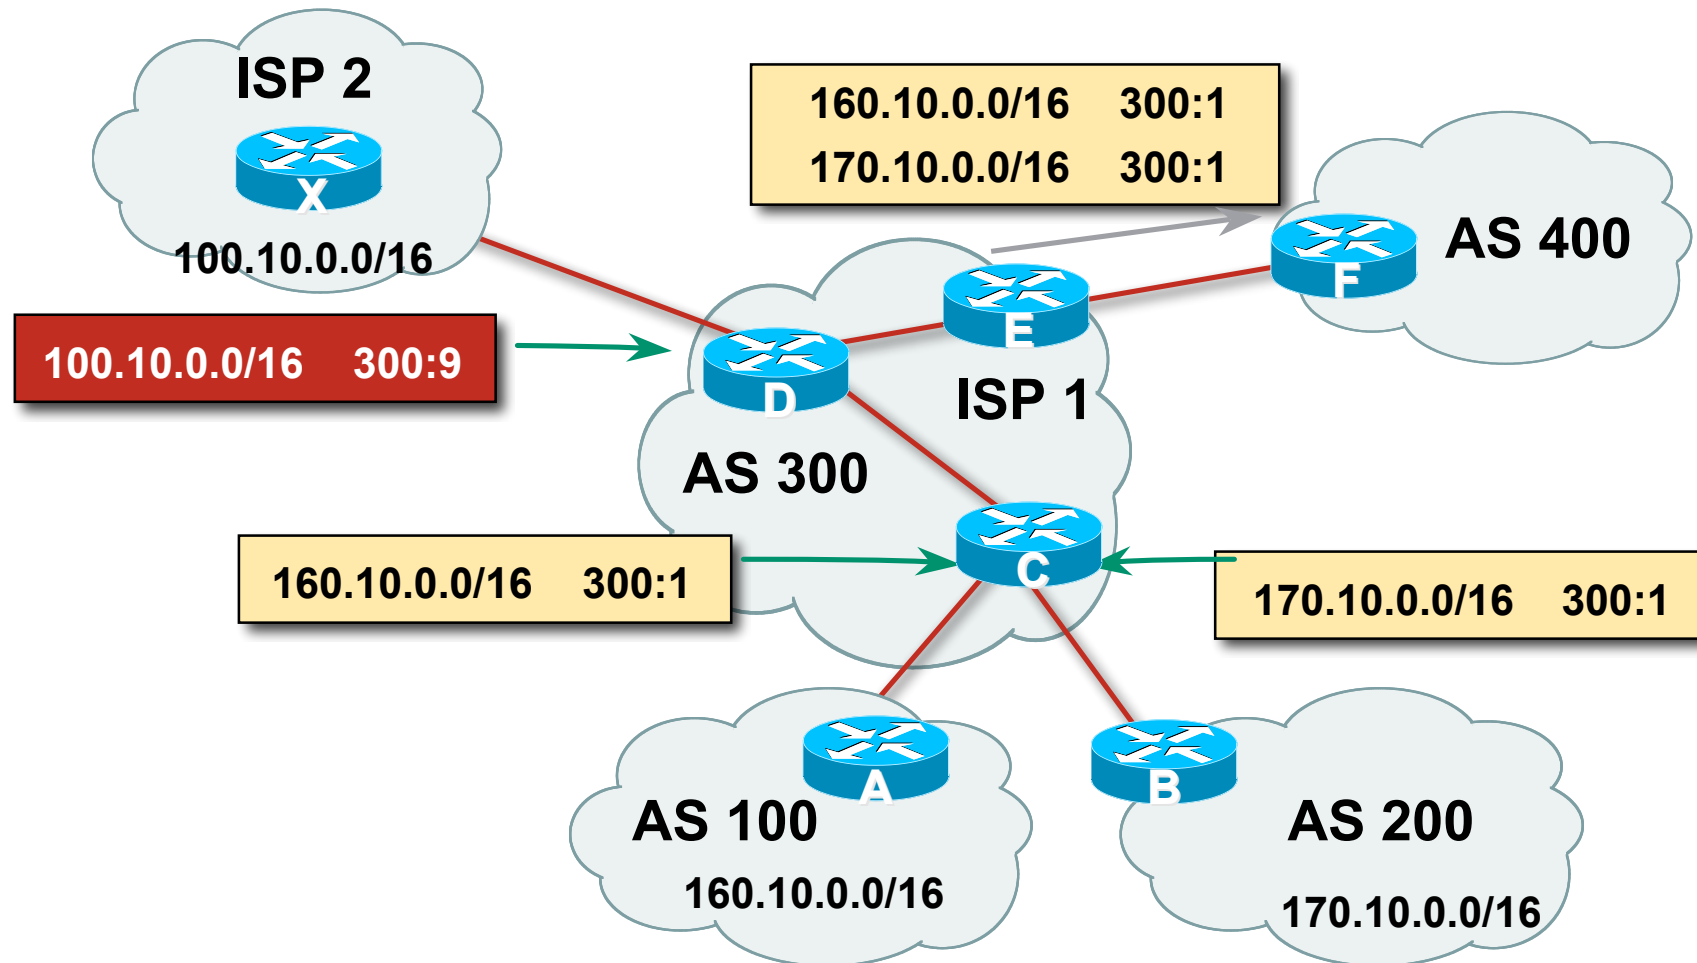 ISP 2
X
100.10.0.0/16
160.10.0.0/16 300:1
170.10.0.0/16 300:1
F
AS 400
E
100.10.0.0/16 300:9
D
ISP 1
AS 300
160.10.0.0/16 300:1
C
170.10.0.0/16 300:1
A
AS 100
160.10.0.0/16
B
AS 200
170.10.0.0/16